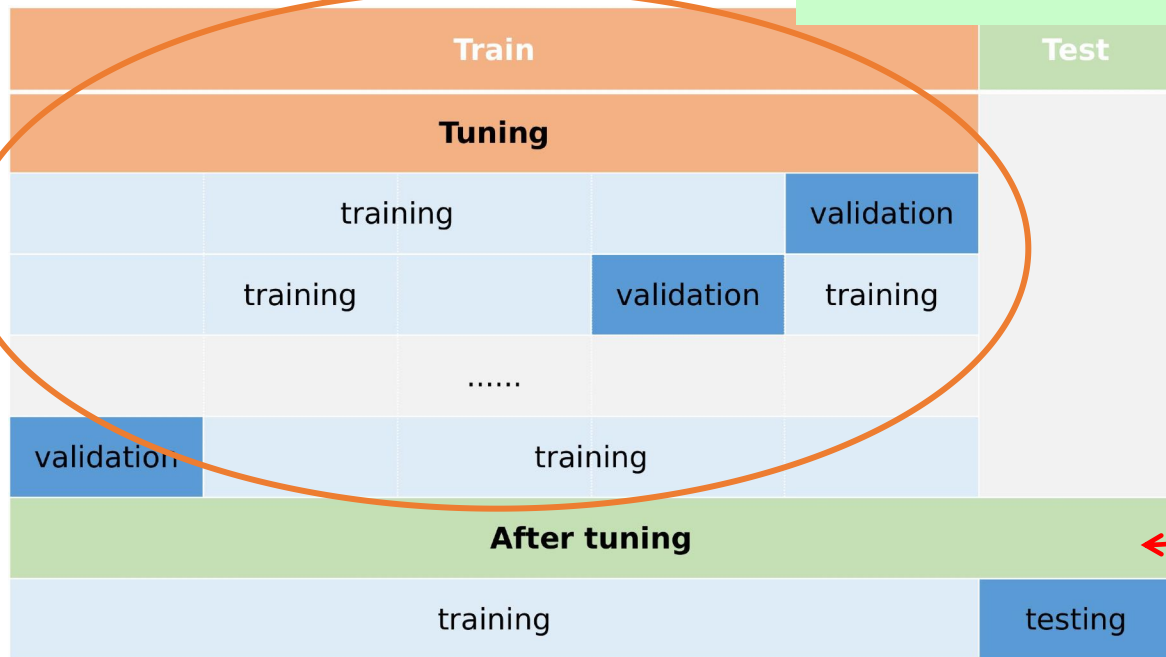 Train Test
Tuning
training validation
training validation training
......
validation training
After tuning
training testing